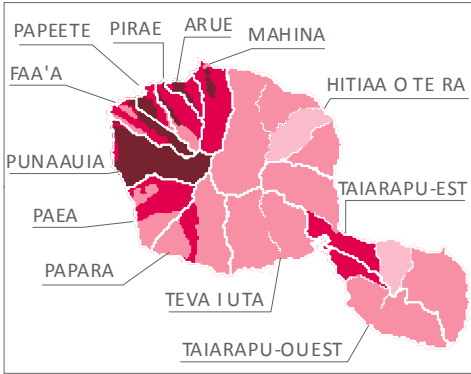 PAPEETE
PIRAE
ARUE
MAHINA
FAA'A
HITIAA O TE RA
PUNAAUIA
TAIARAPU-EST
PAEA
PAPARA
TEVA I UTA
TAIARAPU-OUEST